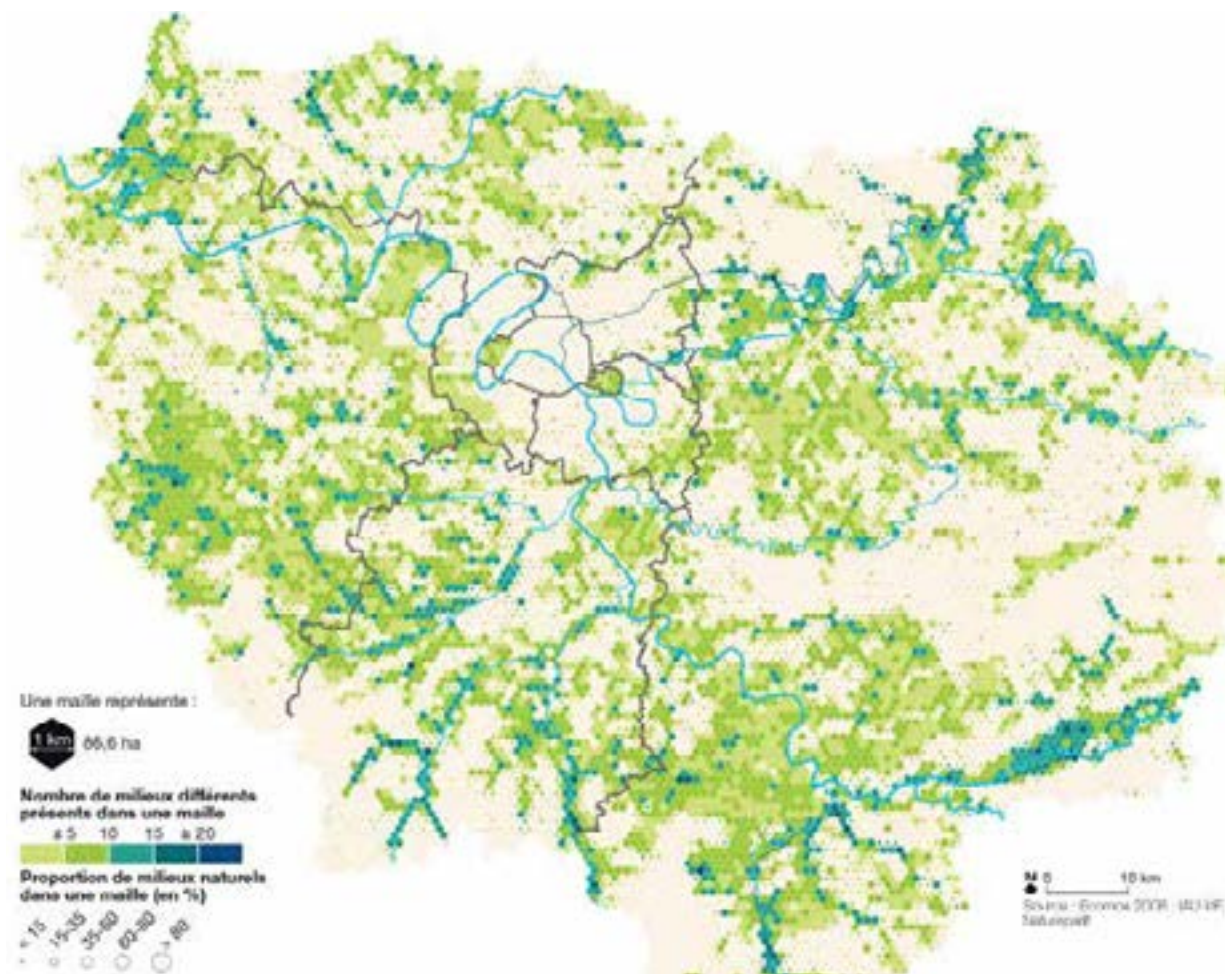 Une maille représente :
1 km
86,6 ha
Nombre de milieux différents
présents dans une maille
≤ 5 10 15 ≥ 20
Proportion de milieux naturels
dans une maille (en %)
< 15 15-35 35-60 60-80 > 80
N 0 10 km
Source : Ecomos 2008 - IAU IdF
Natureparif